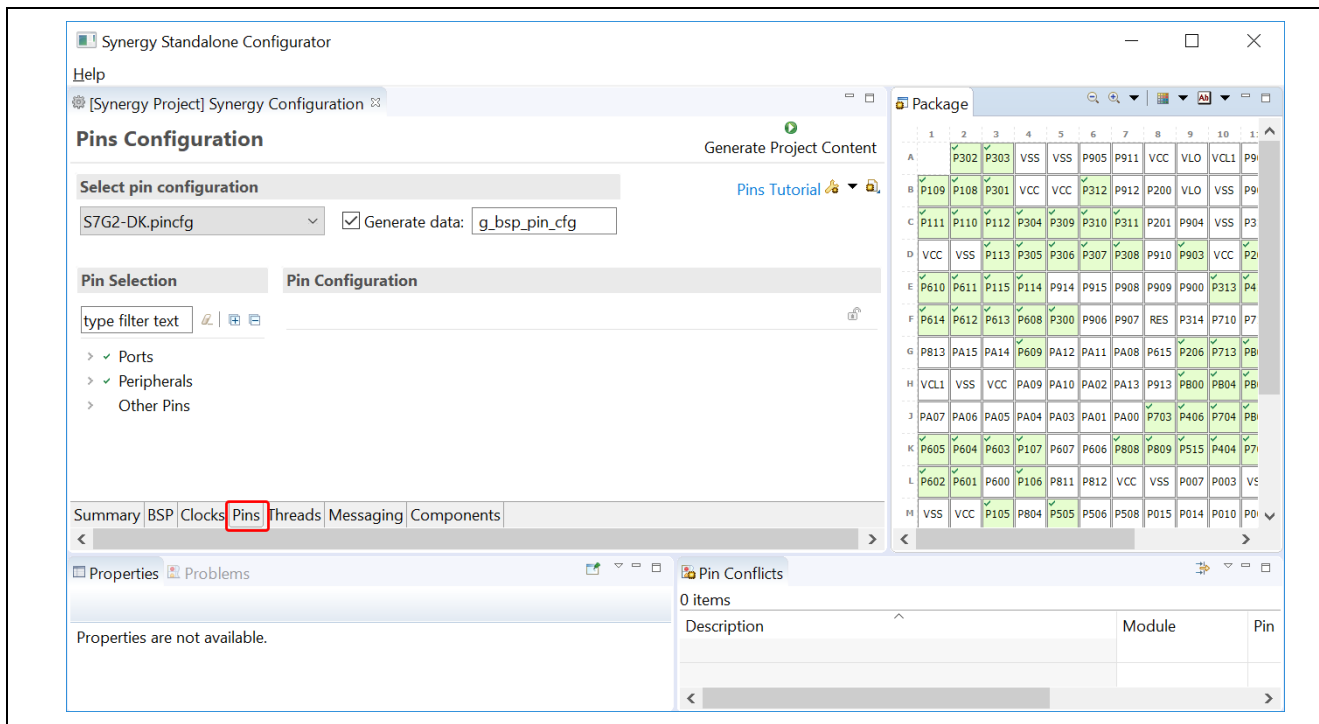 Synergy Standalone Configurator
Help
[Synergy Project] Synergy Configuration
Pins Configuration
Generate Project Content
Select pin configuration
Pins Tutorial
S7G2-DK.pincfg Generate data: g_bsp_pin_cfg
Pin Selection Pin Configuration
type filter text
Ports
Peripherals
Other Pins
Summary BSP Clocks Pins Threads Messaging Components
Package
1 2 3 4 5 6 7 8 9 10
A P302 P303 VSS VSS P905 P911 VCC VLO VCL1
B P109 P108 P301 VCC VCC P312 P912 P200 VLO VSS
C P111 P110 P112 P304 P309 P310 P311 P201 P904 VSS
D VCC VSS P113 P305 P306 P307 P308 P910 P903 VCC
E P610 P611 P115 P114 P914 P915 P908 P909 P900 P313
F P614 P612 P613 P608 P300 P906 P907 RES P314 P710
G P813 PA15 PA14 P609 PA12 PA11 PA08 P615 P206 P713
H VCL1 VSS VCC PA09 PA10 PA02 PA13 P913 PB00 PB04
J PA07 PA06 PA05 PA04 PA03 PA01 PA00 P703 P406 P704
K P605 P604 P603 P107 P607 P606 P808 P809 P515 P404
L P602 P601 P600 P106 P811 P812 VCC VSS P007 P003
M VSS VCC P105 P804 P505 P506 P508 P015 P014 P010
Properties Problems
Properties are not available.
Pin Conflicts
0 items
Description Module Pin